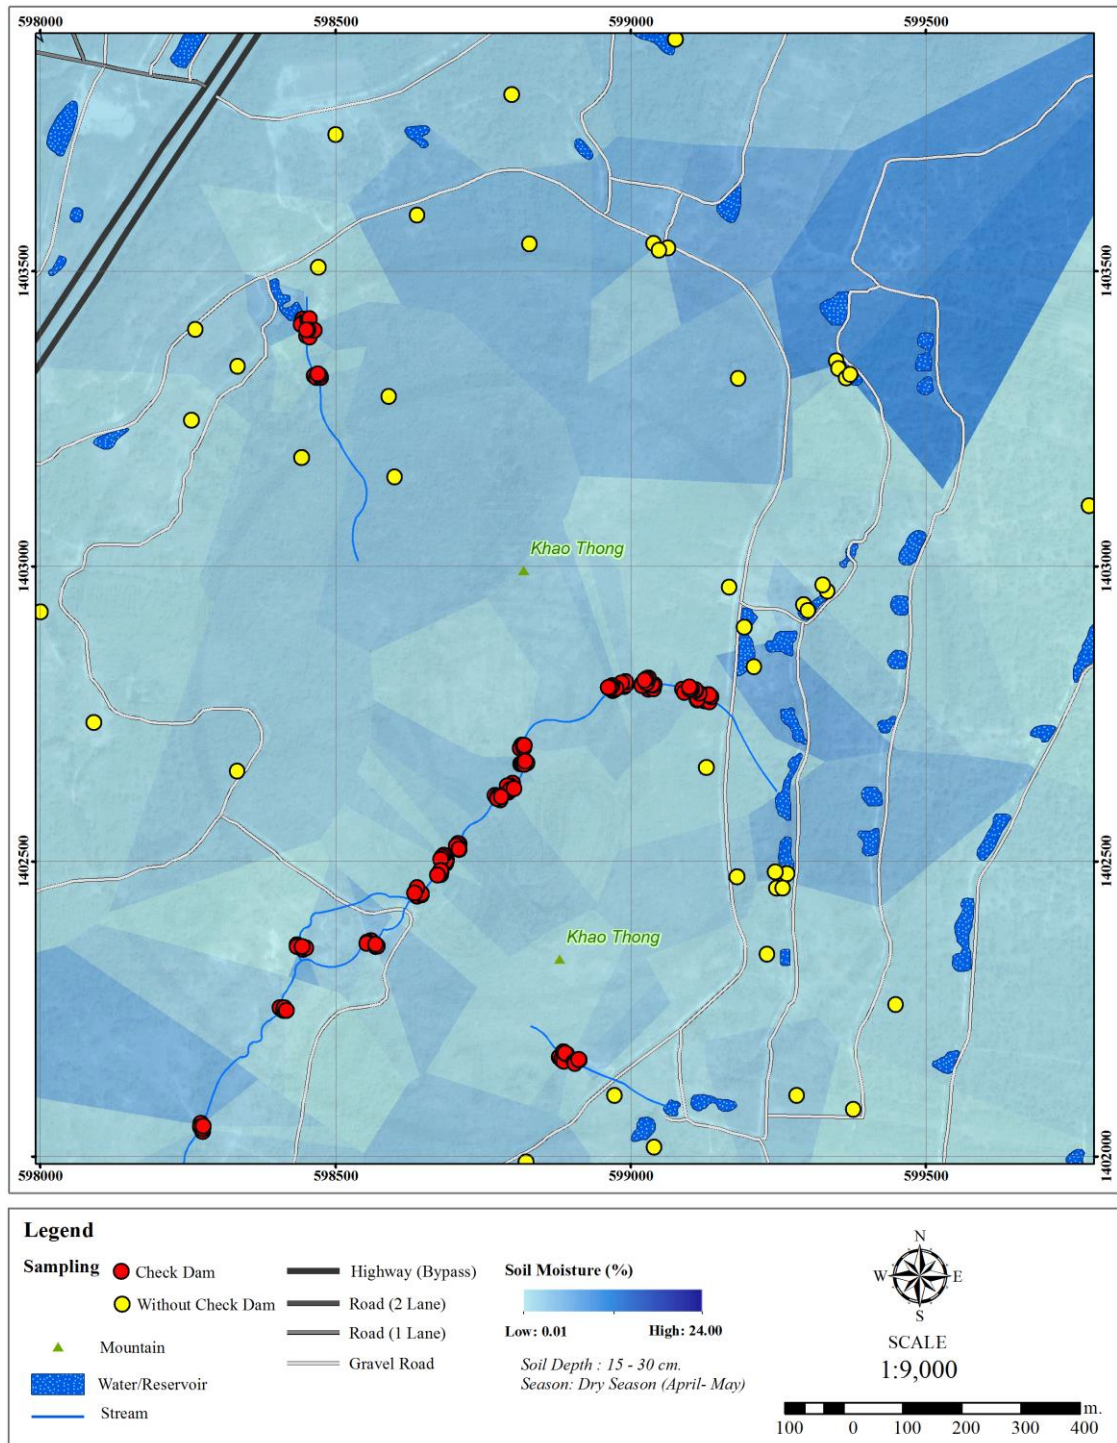 598000 598500 599000 599500
1403500 1403500
Khao Thong
1403000 1403000
1402500 1402500
Khao Thong
1402000
598000 598500 599000 599500
Legend
Sampling
Check Dam
Without Check Dam
Mountain
Water/Reservoir
Stream
Highway (Bypass)
Road (2 Lane)
Road (1 Lane)
Gravel Road
Soil Moisture (%)
Low: 0.01 High: 24.00
Soil Depth : 15 - 30 cm.
Season: Dry Season (April- May)
N
W E
S
SCALE
1:9,000
m.
100 0 100 200 300 400